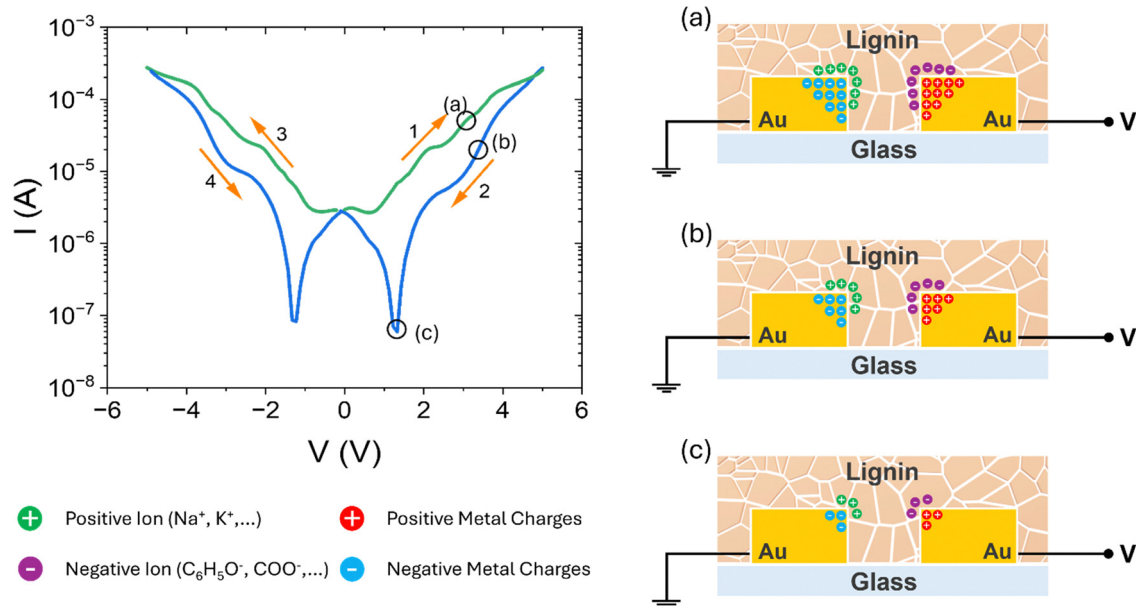 10⁻³
10⁻⁴
10⁻⁵
10⁻⁶
10⁻⁷
10⁻⁸
I (A)
−6 −4 −2 0 2 4 6
V (V)
1
2
3
4
(a)
(b)
(c)
(a)
Lignin
Au Au
Glass
V
(b)
Lignin
Au Au
Glass
V
(c)
Lignin
Au Au
Glass
V
+ Positive Ion (Na⁺, K⁺,...)
+ Positive Metal Charges
− Negative Ion (C₆H₅O⁻, COO⁻,...)
− Negative Metal Charges